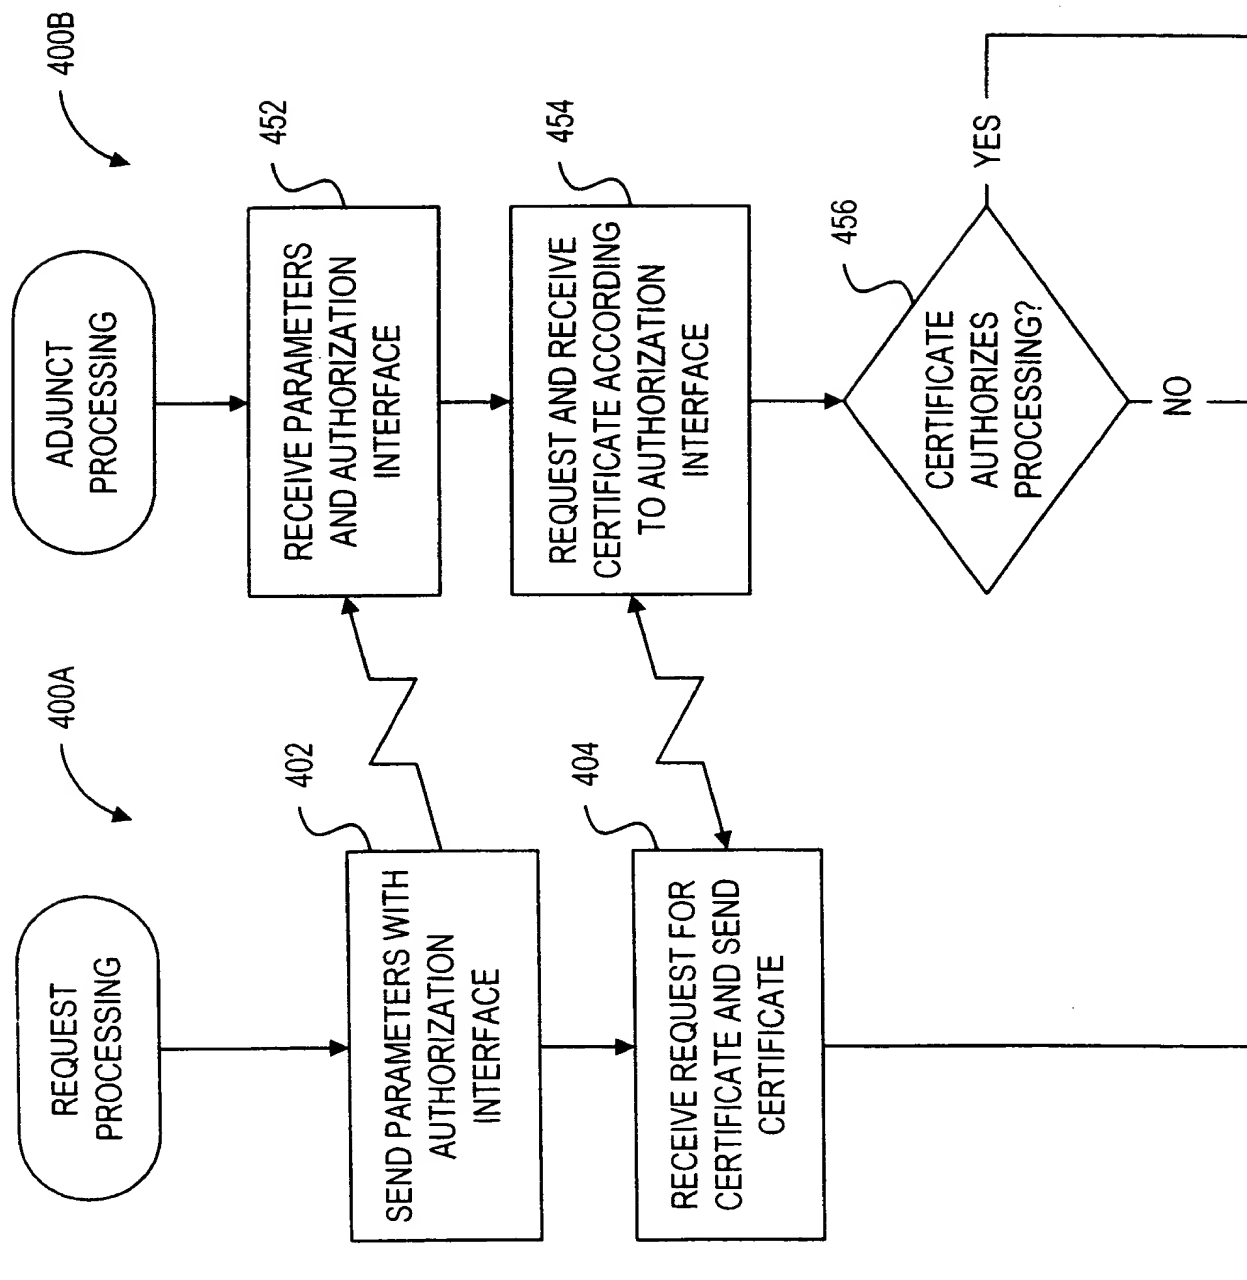 400A
REQUEST
PROCESSING
402
SEND PARAMETERS WITH
AUTHORIZATION
INTERFACE
404
RECEIVE REQUEST FOR
CERTIFICATE AND SEND
CERTIFICATE
400B
ADJUNCT
PROCESSING
452
RECEIVE PARAMETERS
AND AUTHORIZATION
INTERFACE
454
REQUEST AND RECEIVE
CERTIFICATE ACCORDING
TO AUTHORIZATION
INTERFACE
456
CERTIFICATE
AUTHORIZES
PROCESSING?
YES
NO